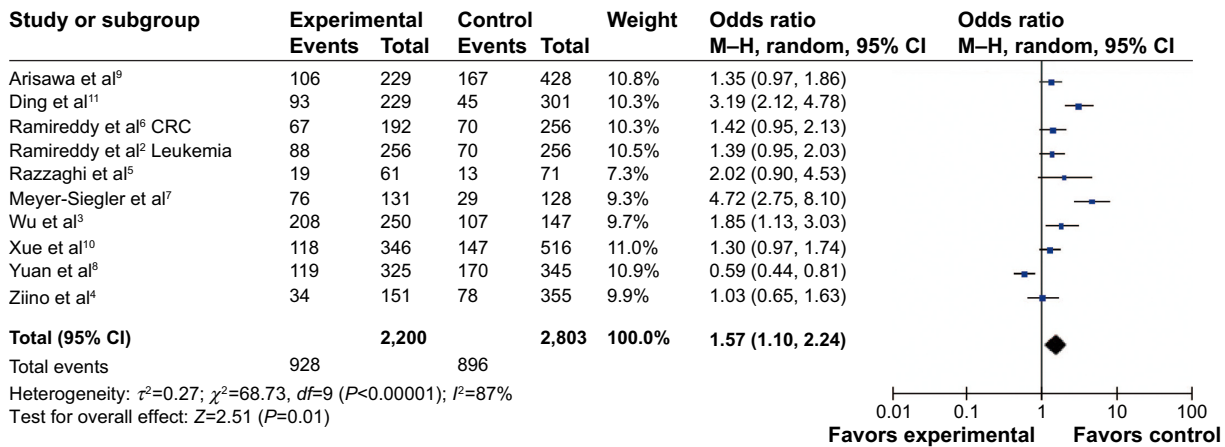 Study or subgroup Experimental Control Weight Odds ratio Odds ratio
Events Total Events Total M–H, random, 95% CI M–H, random, 95% CI
Arisawa et al⁹ 106 229 167 428 10.8% 1.35 (0.97, 1.86)
Ding et al¹¹ 93 229 45 301 10.3% 3.19 (2.12, 4.78)
Ramireddy et al⁶ CRC 67 192 70 256 10.3% 1.42 (0.95, 2.13)
Ramireddy et al² Leukemia 88 256 70 256 10.5% 1.39 (0.95, 2.03)
Razzaghi et al⁵ 19 61 13 71 7.3% 2.02 (0.90, 4.53)
Meyer-Siegler et al⁷ 76 131 29 128 9.3% 4.72 (2.75, 8.10)
Wu et al³ 208 250 107 147 9.7% 1.85 (1.13, 3.03)
Xue et al¹⁰ 118 346 147 516 11.0% 1.30 (0.97, 1.74)
Yuan et al⁸ 119 325 170 345 10.9% 0.59 (0.44, 0.81)
Ziino et al⁴ 34 151 78 355 9.9% 1.03 (0.65, 1.63)
Total (95% CI) 2,200 2,803 100.0% 1.57 (1.10, 2.24)
Total events 928 896
Heterogeneity: τ²=0.27; χ²=68.73, df=9 (P<0.00001); I²=87%
Test for overall effect: Z=2.51 (P=0.01)
0.01 0.1 1 10 100
Favors experimental Favors control